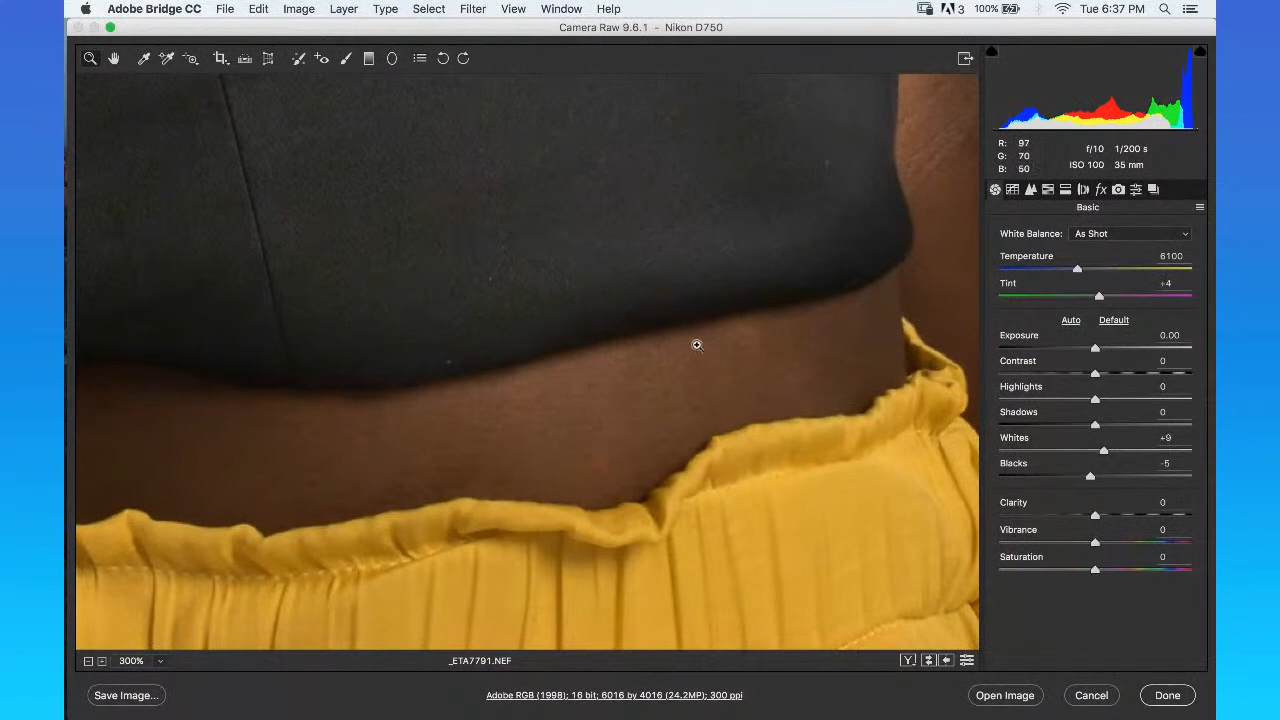 Adobe Bridge CC File Edit Image Layer Type Select Filter View Window Help 3 100% Tue 6:37 PM
Camera Raw 9.6.1 - Nikon D750
R: 97
G: 70
B: 50
f/10 1/200 s
ISO 100 35 mm
fx
Basic
White Balance: As Shot
Temperature 6100
Tint +4
Auto Default
Exposure 0.00
Contrast 0
Highlights 0
Shadows 0
Whites +9
Blacks -5
Clarity 0
Vibrance 0
Saturation 0
300% _ETA7791.NEF Y
Save Image... Adobe RGB (1998); 16 bit; 6016 by 4016 (24.2MP); 300 ppi Open Image Cancel Done